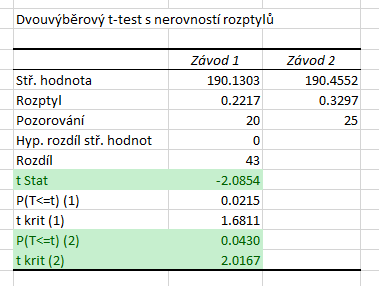 Dvouvýběrový t-test s nerovností rozptylů
Závod 1 Závod 2
Stř. hodnota 190.1303 190.4552
Rozptyl 0.2217 0.3297
Pozorování 20 25
Hyp. rozdíl stř. hodnot 0
Rozdíl 43
t Stat -2.0854
P(T<=t) (1) 0.0215
t krit (1) 1.6811
P(T<=t) (2) 0.0430
t krit (2) 2.0167